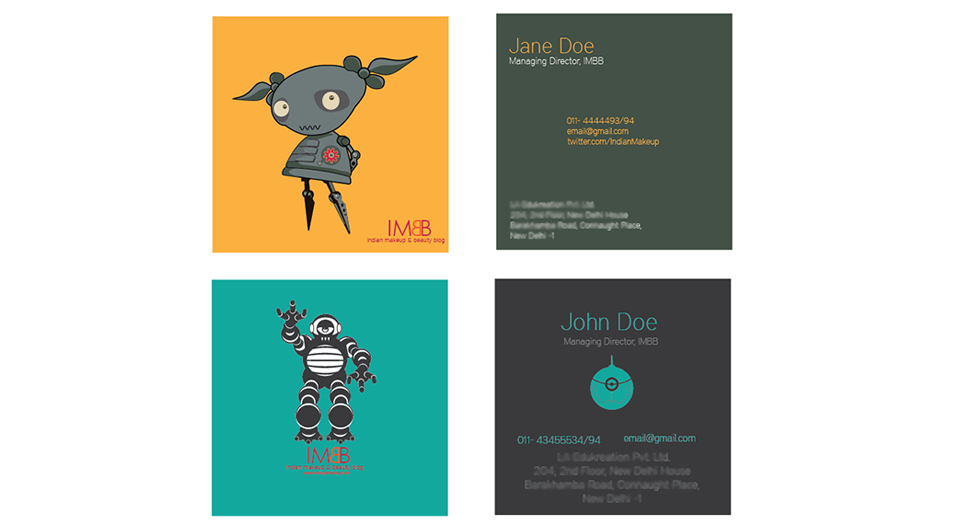 IMBB
Indian makeup & beauty blog
Jane Doe
Managing Director, IMBB
011- 4444493/94
email@gmail.com
twitter.com/IndianMakeup
Edukreation Pvt. Ltd.
204, 2nd Floor, New Delhi House
Barakhamba Road, Connaught Place,
New Delhi -1
IMBB
Indian makeup & beauty blog
John Doe
Managing Director, IMBB
011- 43455534/94
email@gmail.com
Edukreation Pvt. Ltd.
204, 2nd Floor, New Delhi House
Barakhamba Road, Connaught Place,
New Delhi -1